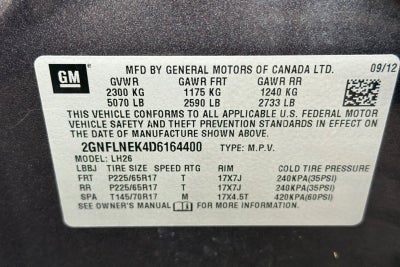 GM
MFD BY GENERAL MOTORS OF CANADA LTD. 09/12
GVWR GAWR FRT GAWR RR
2300 KG 1175 KG 1240 KG
5070 LB 2590 LB 2733 LB
THIS VEHICLE CONFORMS TO ALL APPLICABLE U.S. FEDERAL MOTOR
VEHICLE SAFETY AND THEFT PREVENTION STANDARDS IN EFFECT ON
THE DATE OF MANUFACTURE SHOWN ABOVE.
2GNFLNEK4D6164400 TYPE: M.P.V.
MODEL: LH26
LBBJ TIRE SIZE SPEED RTG RIM COLD TIRE PRESSURE
FRT P225/65R17 T 17X7J 240KPA(35PSI)
RR P225/65R17 T 17X7J 240KPA(35PSI)
SPA T145/70R17 M 17X4.5T 420KPA(60PSI)
SEE OWNER'S MANUAL FOR MORE INFORMATION.